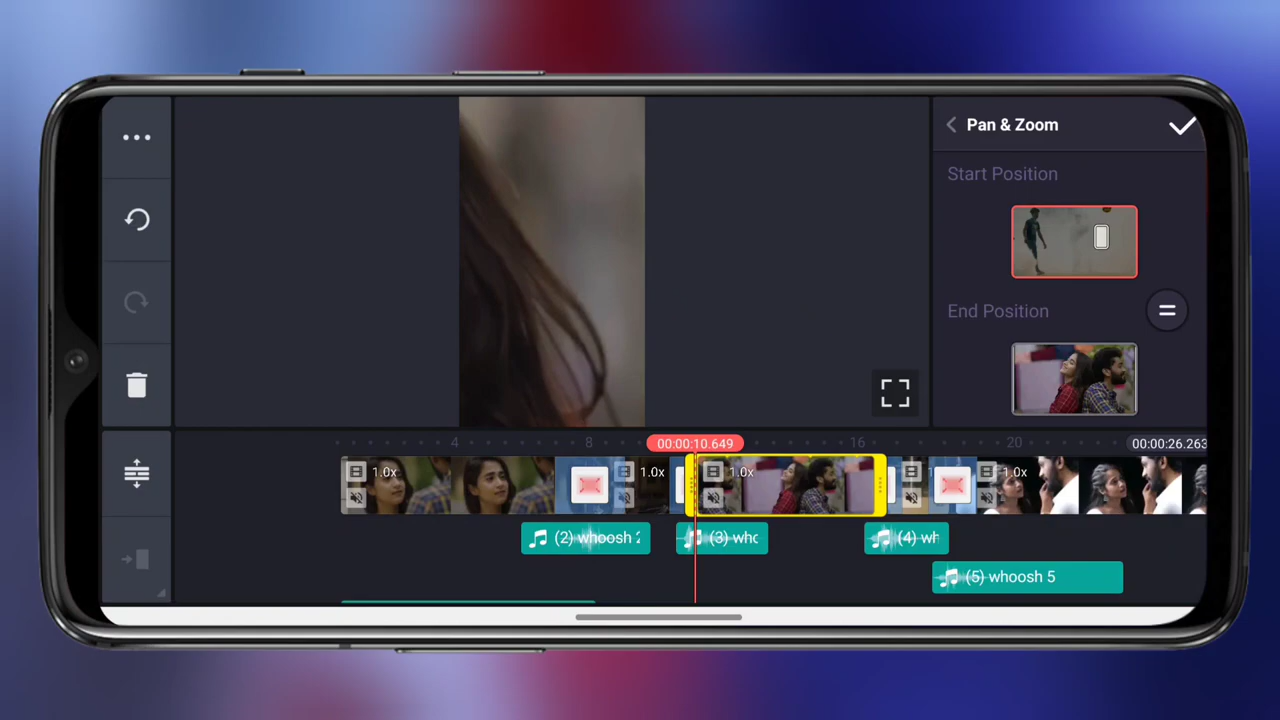 Pan & Zoom
Start Position
End Position
00:00:10.649
4
8
16
20
00:00:26.263
1.0x
1.0x
1.0x
1.0x
(2) whoosh 2
(3) who
(4) wh
(5) whoosh 5